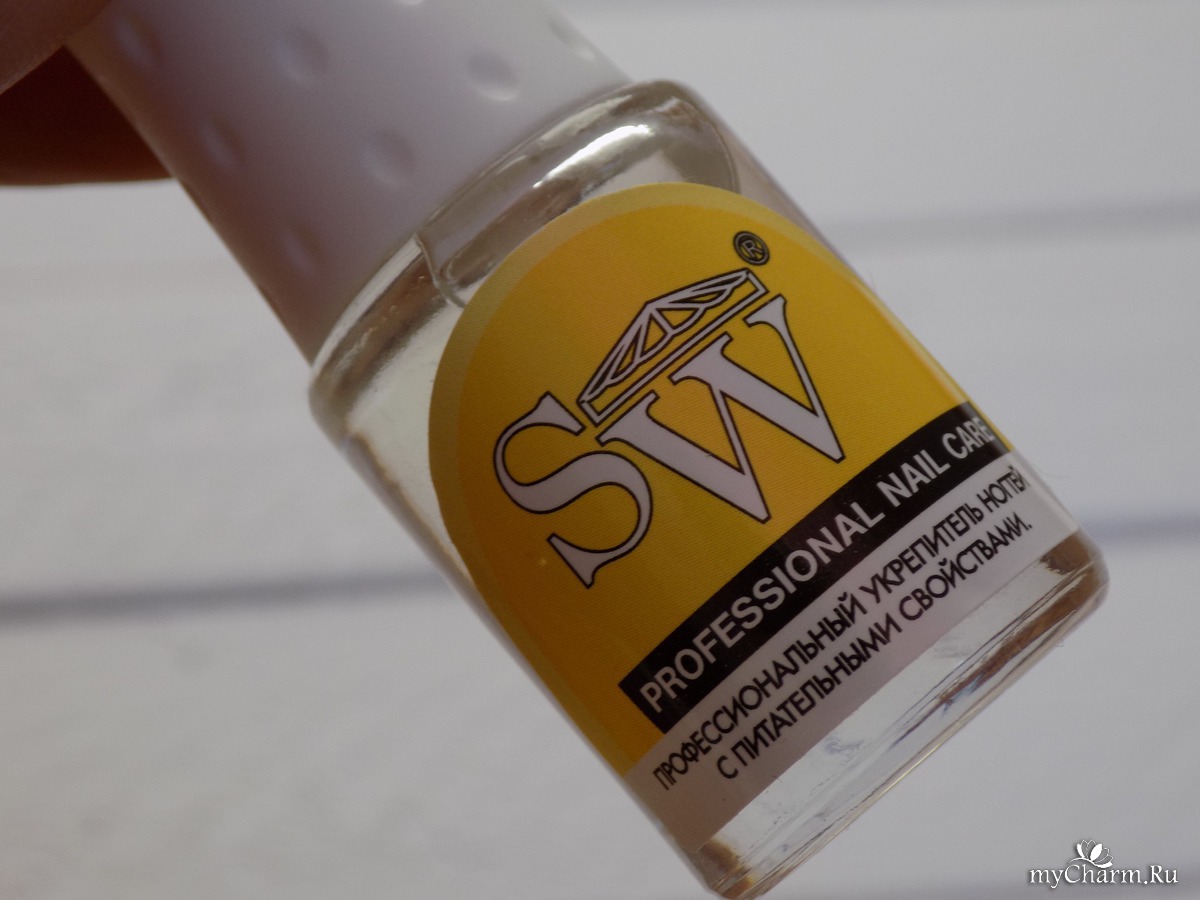 ®
SW
PROFESSIONAL NAIL CARE
ПРОФЕССИОНАЛЬНЫЙ УКРЕПИТЕЛЬ НОГТЕЙ
С ПИТАТЕЛЬНЫМИ СВОЙСТВАМИ.
myCharm.Ru